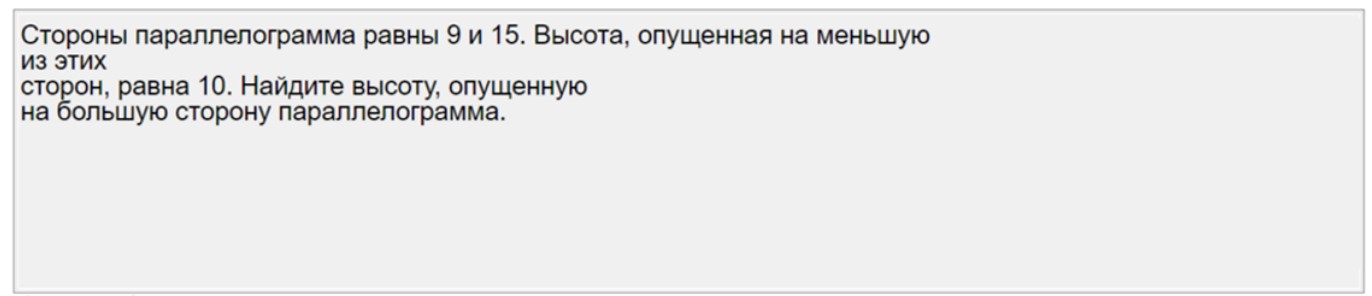 Стороны параллелограмма равны 9 и 15. Высота, опущенная на меньшую
из этих
сторон, равна 10. Найдите высоту, опущенную
на большую сторону параллелограмма.